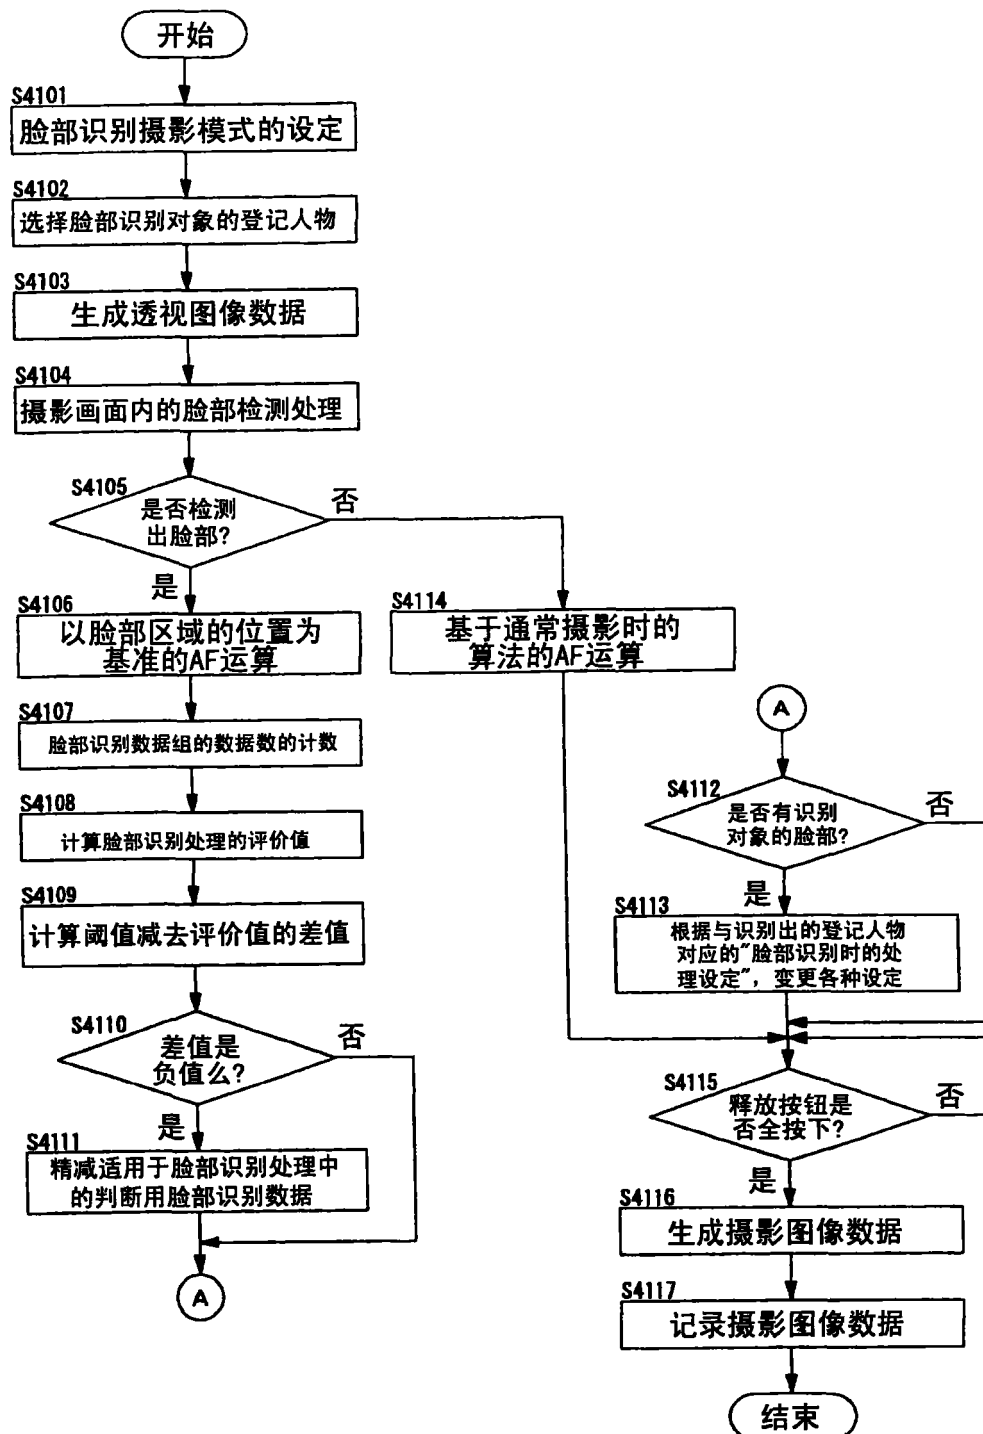 开始
S4101
脸部识别摄影模式的设定
S4102
选择脸部识别对象的登记人物
S4103
生成透视图像数据
S4104
摄影画面内的脸部检测处理
S4105
是否检测
出脸部?
否
是
S4106
以脸部区域的位置为
基准的AF运算
S4114
基于通常摄影时的
算法的AF运算
S4107
脸部识别数据组的数据数的计数
S4108
计算脸部识别处理的评价值
S4109
计算阈值减去评价值的差值
S4110
差值是
负值么?
否
是
S4111
精减适用于脸部识别处理中
的判断用脸部识别数据
A
A
S4112
是否有识别
对象的脸部?
否
是
S4113
根据与识别出的登记人物
对应的"脸部识别时的处
理设定", 变更各种设定
S4115
释放按钮是
否全按下?
否
是
S4116
生成摄影图像数据
S4117
记录摄影图像数据
结束